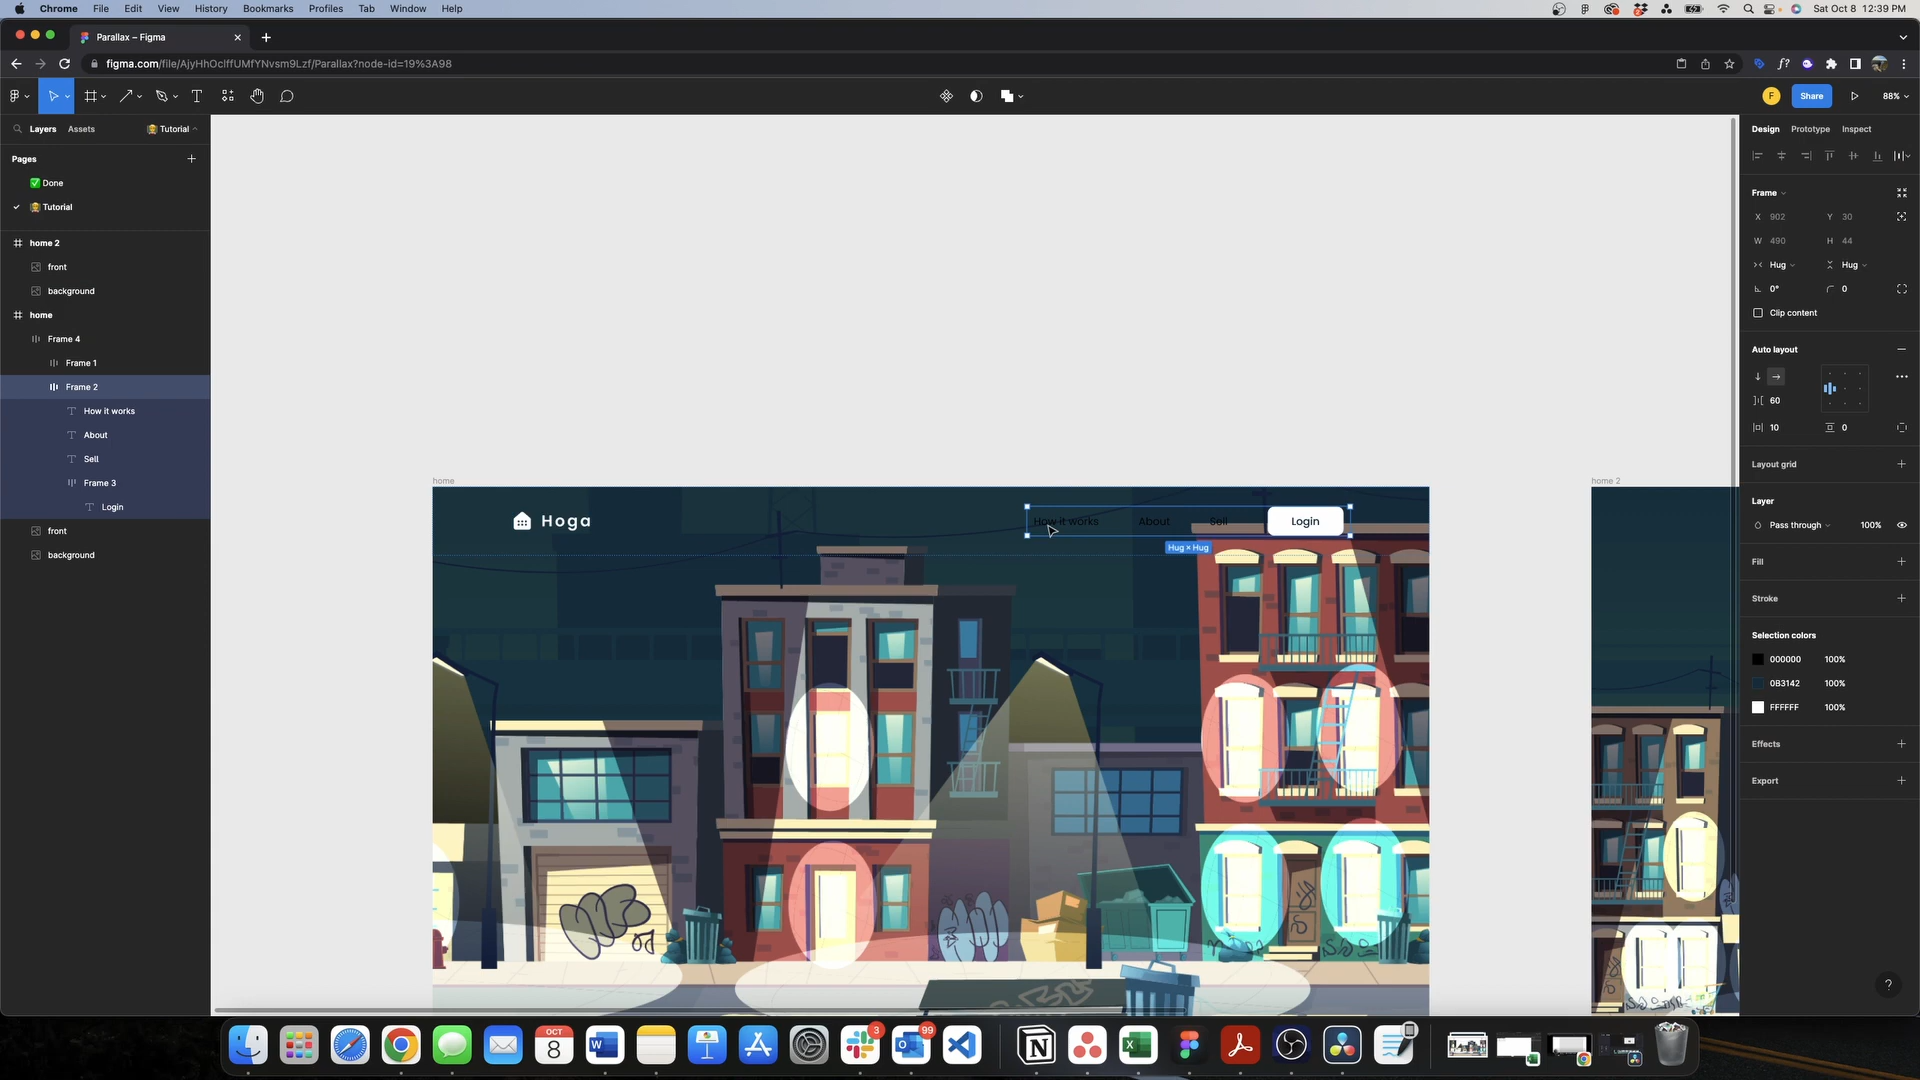 Chrome File Edit View History Bookmarks Profiles Tab Window Help
Sat Oct 8 12:39 PM
Parallax – Figma
figma.com/file/AjyHhOclffUMfYNvsm9Lzf/Parallax?node-id=19%3A98
F
Share
88%
Layers Assets Tutorial
Design Prototype Inspect
Pages
Done
Tutorial
home 2
front
background
home
Frame 4
Frame 1
Frame 2
How it works
About
Sell
Frame 3
Login
front
background
home
home 2
Hoga
How it works About Sell Login
Hug × Hug
Frame
X 902 Y 30
W 490 H 44
Hug Hug
0° 0
Clip content
Auto layout
60
10 0
Layout grid
Layer
Pass through 100%
Fill
Stroke
Selection colors
000000 100%
0B3142 100%
FFFFFF 100%
Effects
Export
?
OCT
8
3
99